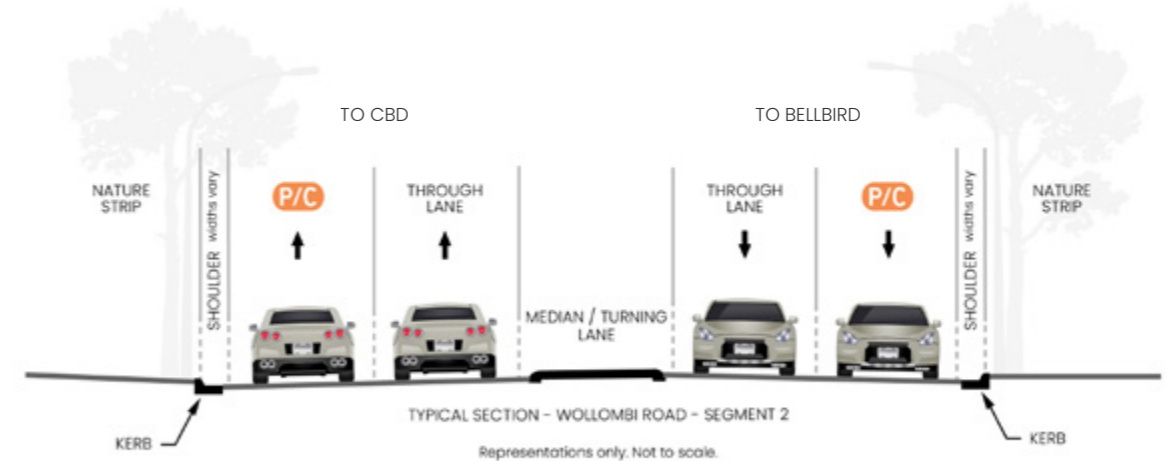 TO CBD
TO BELLBIRD
NATURE
STRIP
SHOULDER widths vary
P/C
THROUGH
LANE
MEDIAN / TURNING
LANE
THROUGH
LANE
P/C
SHOULDER widths vary
NATURE
STRIP
TYPICAL SECTION - WOLLOMBI ROAD - SEGMENT 2
KERB
KERB
Representations only. Not to scale.